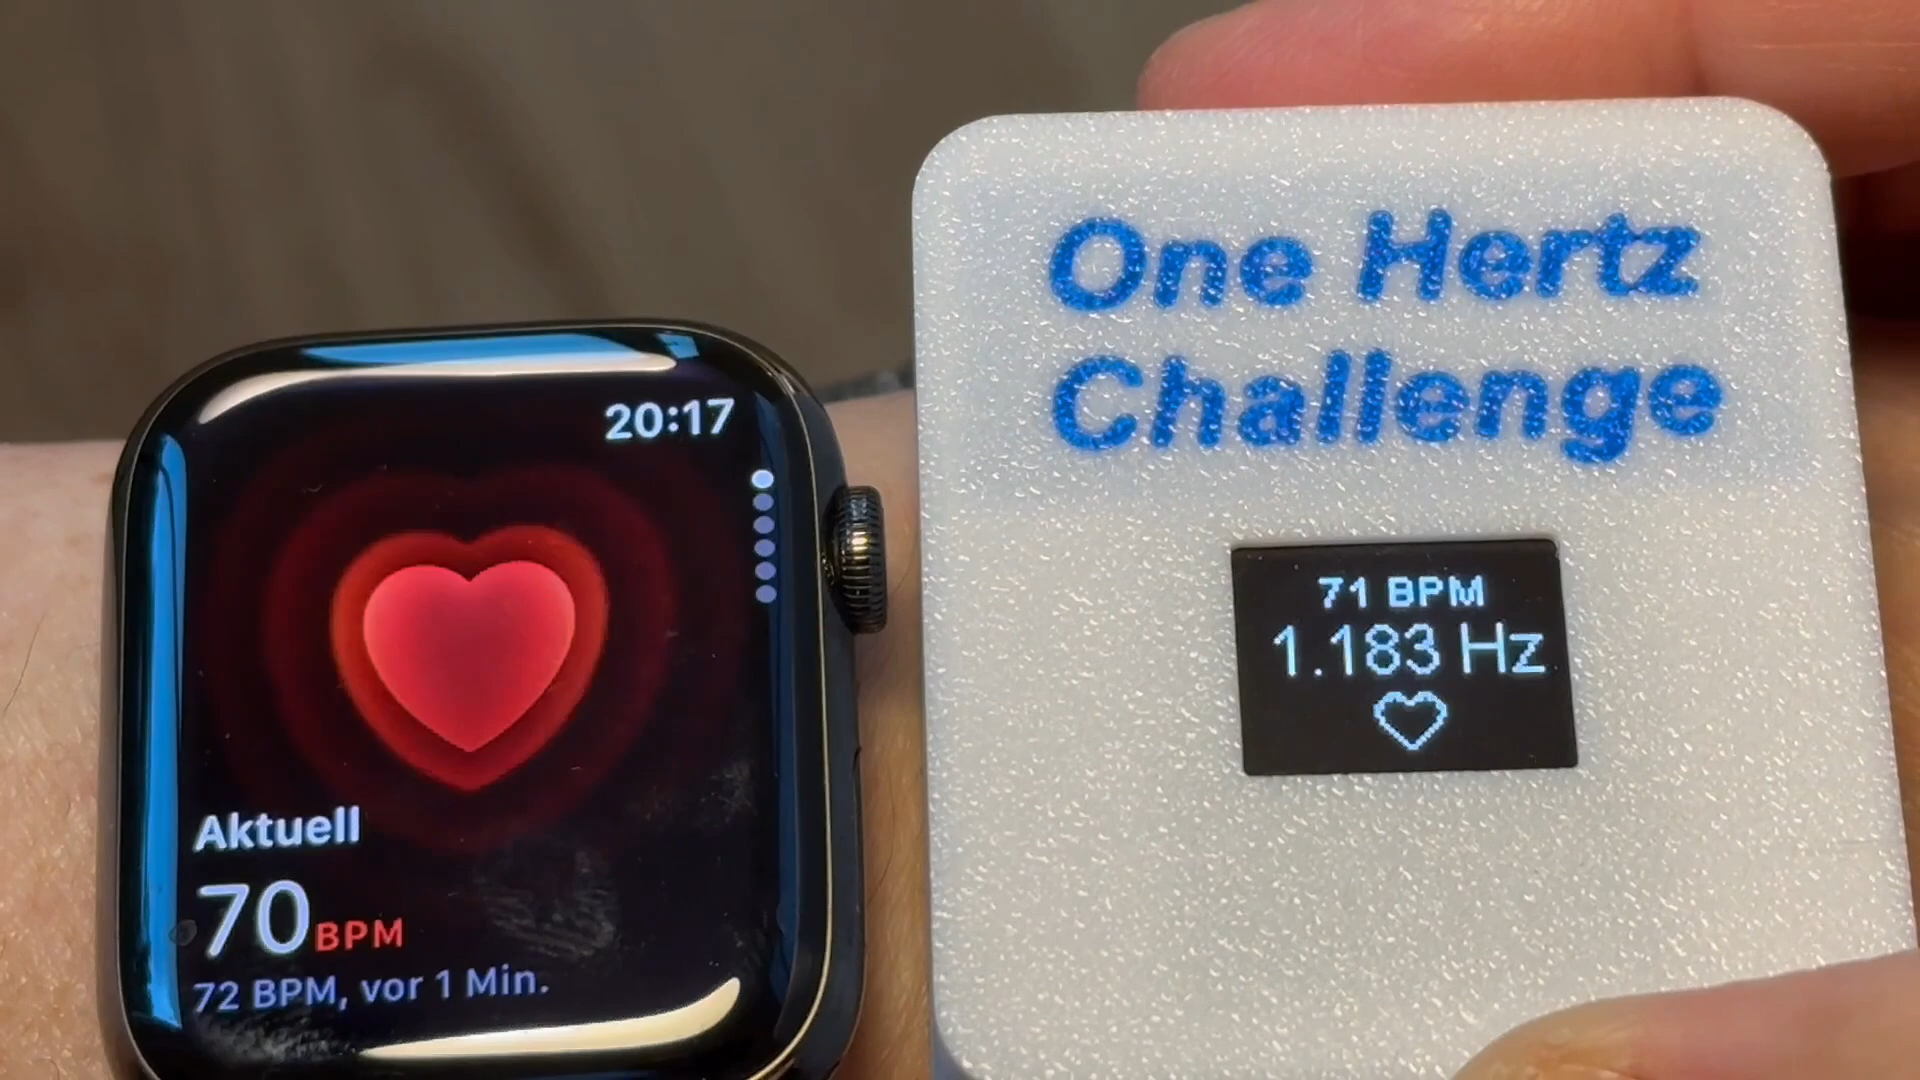 20:17
Aktuell
70 BPM
72 BPM, vor 1 Min.
One Hertz
Challenge
71 BPM
1.183 Hz